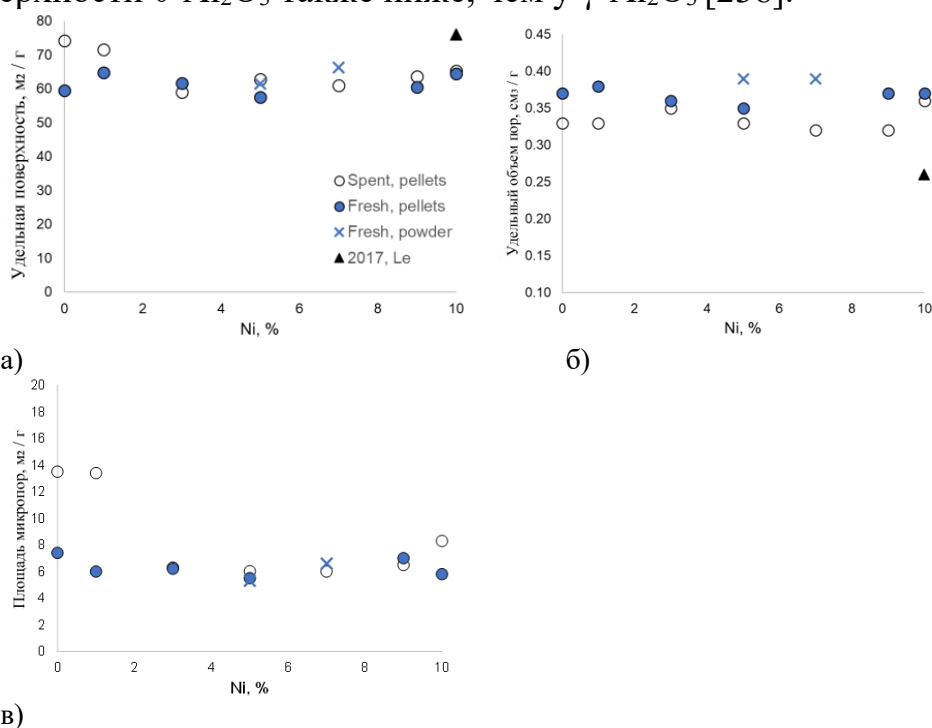 также ниже, чем у
80
70
60
50
40
30
20
10
0
Удельная поверхность, м2 / г
0 2 4 6 8 10
Ni, %
Spent, pellets
Fresh, pellets
Fresh, powder
2017, Le
а)
0.45
0.40
0.35
0.30
0.25
0.20
0.15
0.10
Удельный объем пор, см3 / г
0 2 4 6 8 10
Ni, %
б)
20
18
16
14
12
10
8
6
4
2
0
Площадь микропор, м2 / г
0 2 4 6 8 10
Ni, %
в)